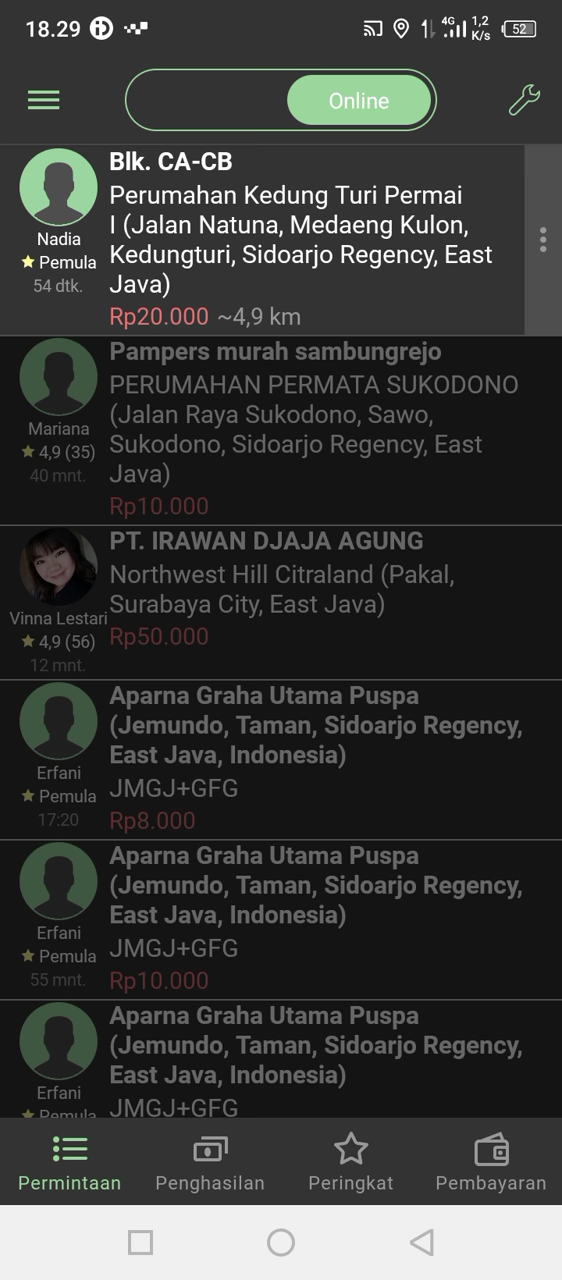 18.29
4G 1,2 K/s 52
Online
Blk. CA-CB
Perumahan Kedung Turi Permai
I (Jalan Natuna, Medaeng Kulon,
Kedungturi, Sidoarjo Regency, East
Java)
Rp20.000 ~4,9 km
Nadia
Pemula
54 dtk.
Pampers murah sambungrejo
PERUMAHAN PERMATA SUKODONO
(Jalan Raya Sukodono, Sawo,
Sukodono, Sidoarjo Regency, East
Java)
Rp10.000
Mariana
4,9 (35)
40 mnt.
PT. IRAWAN DJAJA AGUNG
Northwest Hill Citraland (Pakal,
Surabaya City, East Java)
Rp50.000
Vinna Lestari
4,9 (56)
12 mnt.
Aparna Graha Utama Puspa
(Jemundo, Taman, Sidoarjo Regency,
East Java, Indonesia)
JMGJ+GFG
Rp8.000
Erfani
Pemula
17:20
Aparna Graha Utama Puspa
(Jemundo, Taman, Sidoarjo Regency,
East Java, Indonesia)
JMGJ+GFG
Rp10.000
Erfani
Pemula
55 mnt.
Aparna Graha Utama Puspa
(Jemundo, Taman, Sidoarjo Regency,
East Java, Indonesia)
JMGJ+GFG
Erfani
Pemula
Permintaan
Penghasilan
Peringkat
Pembayaran